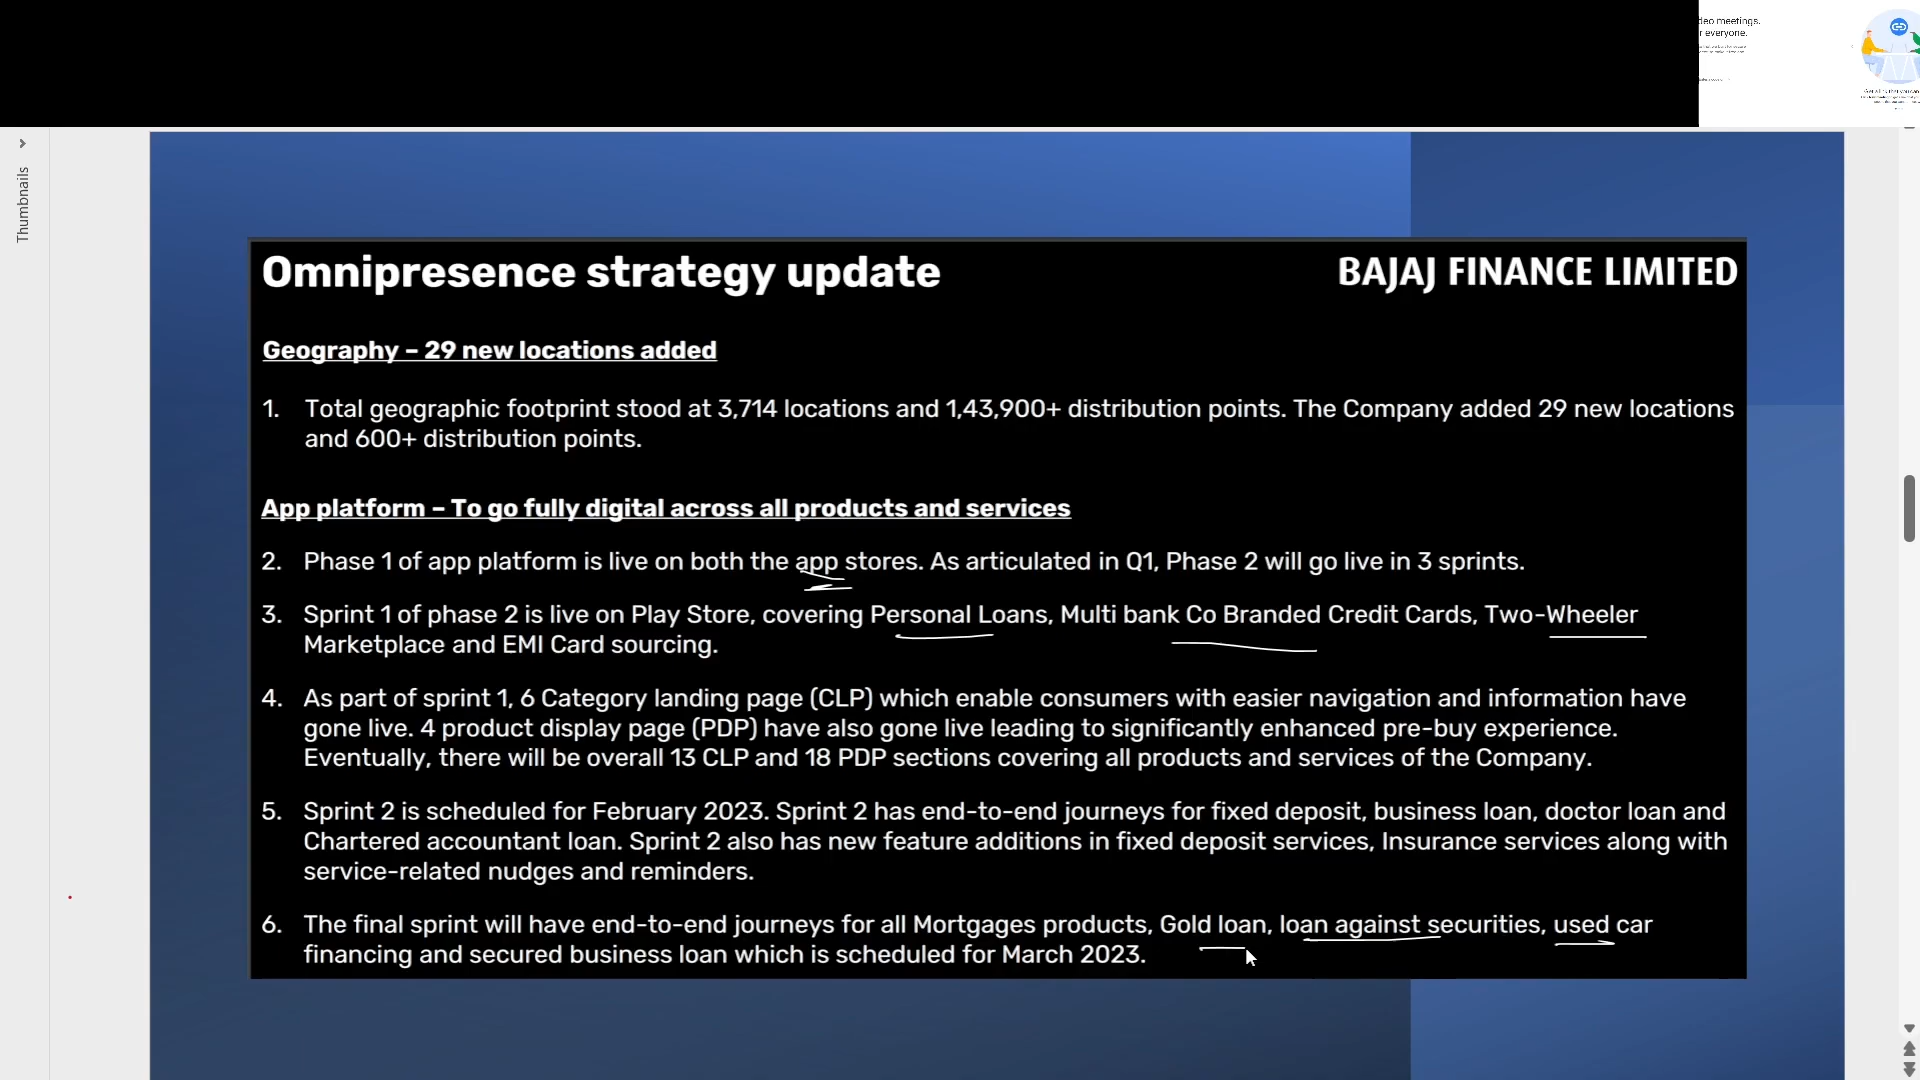 deo meetings.
r everyone.
Thumbnails
Omnipresence strategy update
BAJAJ FINANCE LIMITED
Geography – 29 new locations added
1. Total geographic footprint stood at 3,714 locations and 1,43,900+ distribution points. The Company added 29 new locations
and 600+ distribution points.
App platform – To go fully digital across all products and services
2. Phase 1 of app platform is live on both the app stores. As articulated in Q1, Phase 2 will go live in 3 sprints.
3. Sprint 1 of phase 2 is live on Play Store, covering Personal Loans, Multi bank Co Branded Credit Cards, Two-Wheeler
Marketplace and EMI Card sourcing.
4. As part of sprint 1, 6 Category landing page (CLP) which enable consumers with easier navigation and information have
gone live. 4 product display page (PDP) have also gone live leading to significantly enhanced pre-buy experience.
Eventually, there will be overall 13 CLP and 18 PDP sections covering all products and services of the Company.
5. Sprint 2 is scheduled for February 2023. Sprint 2 has end-to-end journeys for fixed deposit, business loan, doctor loan and
Chartered accountant loan. Sprint 2 also has new feature additions in fixed deposit services, Insurance services along with
service-related nudges and reminders.
6. The final sprint will have end-to-end journeys for all Mortgages products, Gold loan, loan against securities, used car
financing and secured business loan which is scheduled for March 2023.